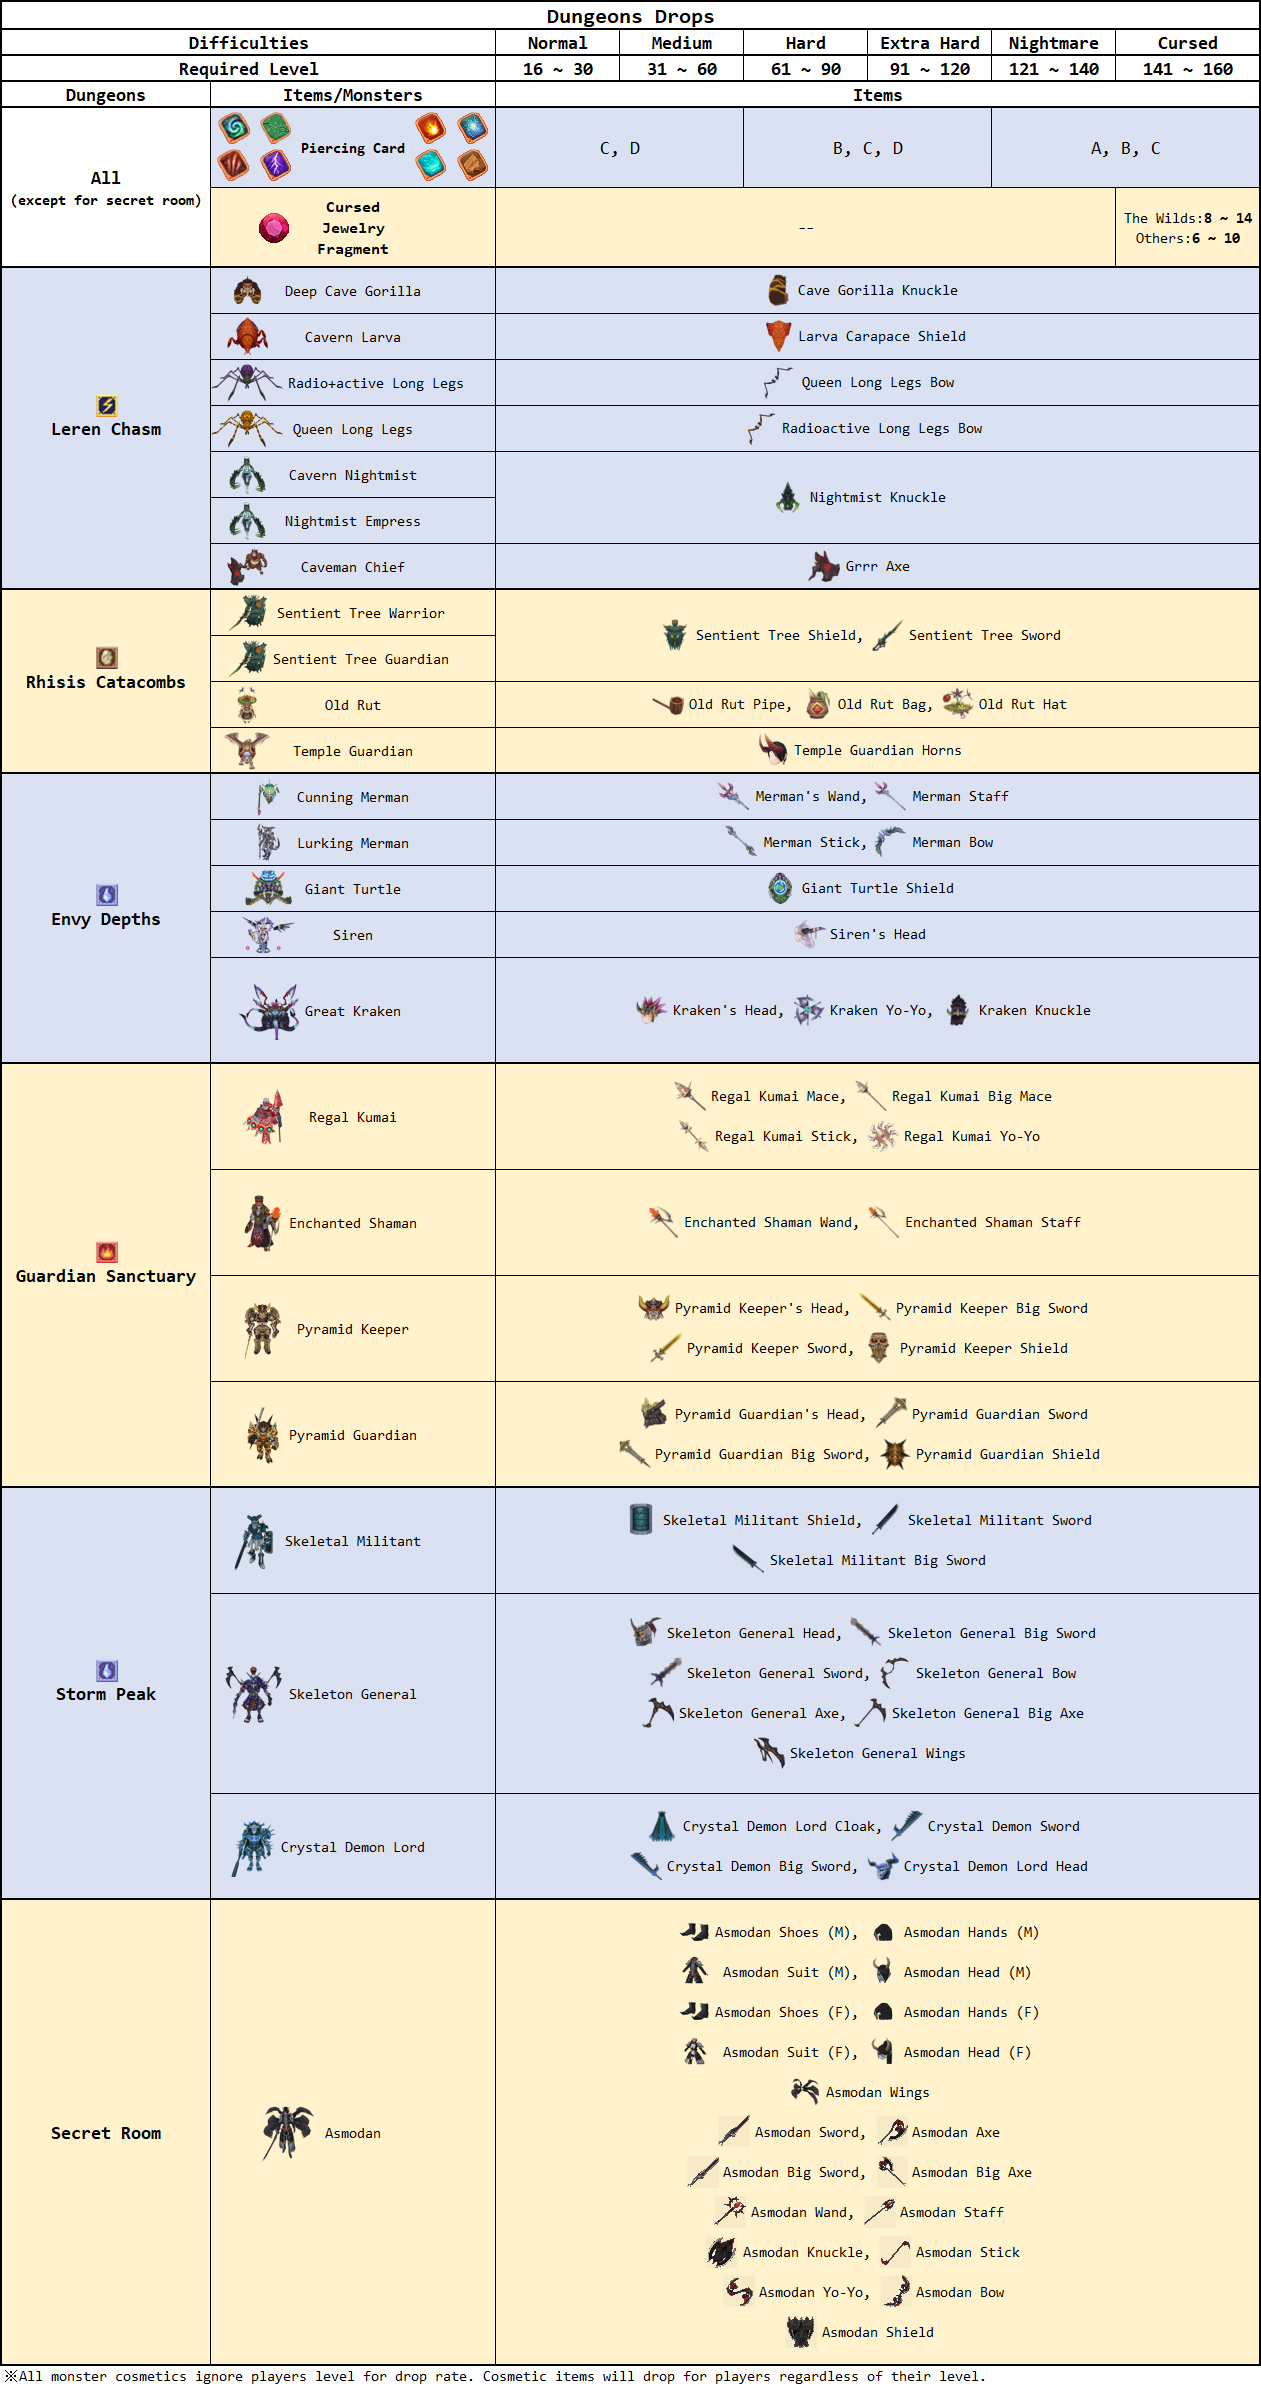 Dungeons Drops
Difficulties Normal Medium Hard Extra Hard Nightmare Cursed
Required Level 16 ~ 30 31 ~ 60 61 ~ 90 91 ~ 120 121 ~ 140 141 ~ 160
Dungeons Items/Monsters Items
All
(except for secret room)
Piercing Card C, D B, C, D A, B, C
Cursed
Jewelry
Fragment
--
The Wilds:8 ~ 14
Others:6 ~ 10
Leren Chasm
Deep Cave Gorilla Cave Gorilla Knuckle
Cavern Larva Larva Carapace Shield
Radio+active Long Legs Queen Long Legs Bow
Queen Long Legs Radioactive Long Legs Bow
Cavern Nightmist
Nightmist Empress
Nightmist Knuckle
Caveman Chief Grrr Axe
Rhisis Catacombs
Sentient Tree Warrior
Sentient Tree Guardian
Sentient Tree Shield, Sentient Tree Sword
Old Rut Old Rut Pipe, Old Rut Bag, Old Rut Hat
Temple Guardian Temple Guardian Horns
Envy Depths
Cunning Merman Merman's Wand, Merman Staff
Lurking Merman Merman Stick, Merman Bow
Giant Turtle Giant Turtle Shield
Siren Siren's Head
Great Kraken Kraken's Head, Kraken Yo-Yo, Kraken Knuckle
Guardian Sanctuary
Regal Kumai
Regal Kumai Mace, Regal Kumai Big Mace
Regal Kumai Stick, Regal Kumai Yo-Yo
Enchanted Shaman Enchanted Shaman Wand, Enchanted Shaman Staff
Pyramid Keeper
Pyramid Keeper's Head, Pyramid Keeper Big Sword
Pyramid Keeper Sword, Pyramid Keeper Shield
Pyramid Guardian
Pyramid Guardian's Head, Pyramid Guardian Sword
Pyramid Guardian Big Sword, Pyramid Guardian Shield
Storm Peak
Skeletal Militant
Skeletal Militant Shield, Skeletal Militant Sword
Skeletal Militant Big Sword
Skeleton General
Skeleton General Head, Skeleton General Big Sword
Skeleton General Sword, Skeleton General Bow
Skeleton General Axe, Skeleton General Big Axe
Skeleton General Wings
Crystal Demon Lord
Crystal Demon Lord Cloak, Crystal Demon Sword
Crystal Demon Big Sword, Crystal Demon Lord Head
Secret Room
Asmodan
Asmodan Shoes (M), Asmodan Hands (M)
Asmodan Suit (M), Asmodan Head (M)
Asmodan Shoes (F), Asmodan Hands (F)
Asmodan Suit (F), Asmodan Head (F)
Asmodan Wings
Asmodan Sword, Asmodan Axe
Asmodan Big Sword, Asmodan Big Axe
Asmodan Wand, Asmodan Staff
Asmodan Knuckle, Asmodan Stick
Asmodan Yo-Yo, Asmodan Bow
Asmodan Shield
※All monster cosmetics ignore players level for drop rate. Cosmetic items will drop for players regardless of their level.